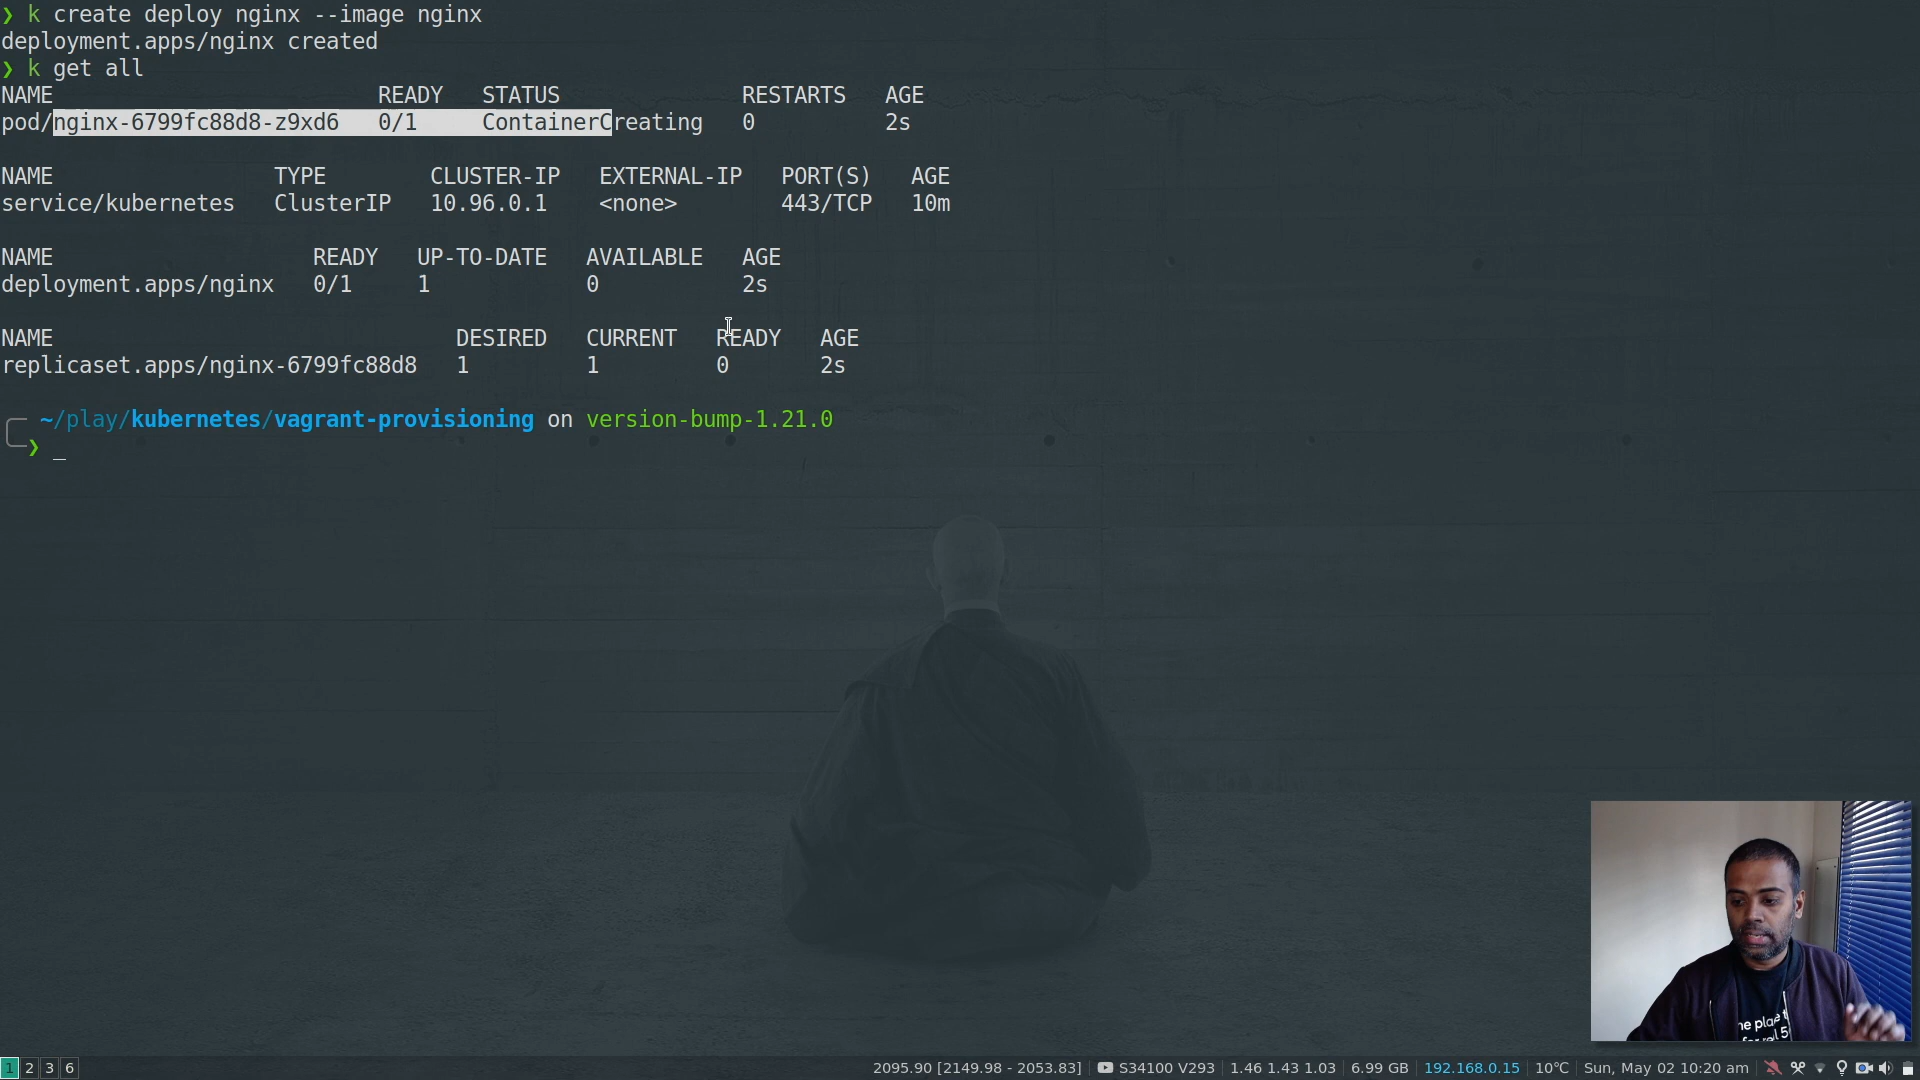 ❯ k create deploy nginx --image nginx
deployment.apps/nginx created
❯ k get all
NAME                         READY   STATUS              RESTARTS   AGE
pod/nginx-6799fc88d8-z9xd6   0/1     ContainerCreating   0          2s
NAME                 TYPE        CLUSTER-IP   EXTERNAL-IP   PORT(S)   AGE
service/kubernetes   ClusterIP   10.96.0.1    <none>        443/TCP   10m
NAME                    READY   UP-TO-DATE   AVAILABLE   AGE
deployment.apps/nginx   0/1     1            0           2s
NAME                               DESIRED   CURRENT   READY   AGE
replicaset.apps/nginx-6799fc88d8   1         1         0       2s
~/play/kubernetes/vagrant-provisioning on version-bump-1.21.0
❯ _
he place t
for real 5
1 2 3 6 2095.90 [2149.98 - 2053.83] S34100 V293 1.46 1.43 1.03 6.99 GB 192.168.0.15 10°C Sun, May 02 10:20 am